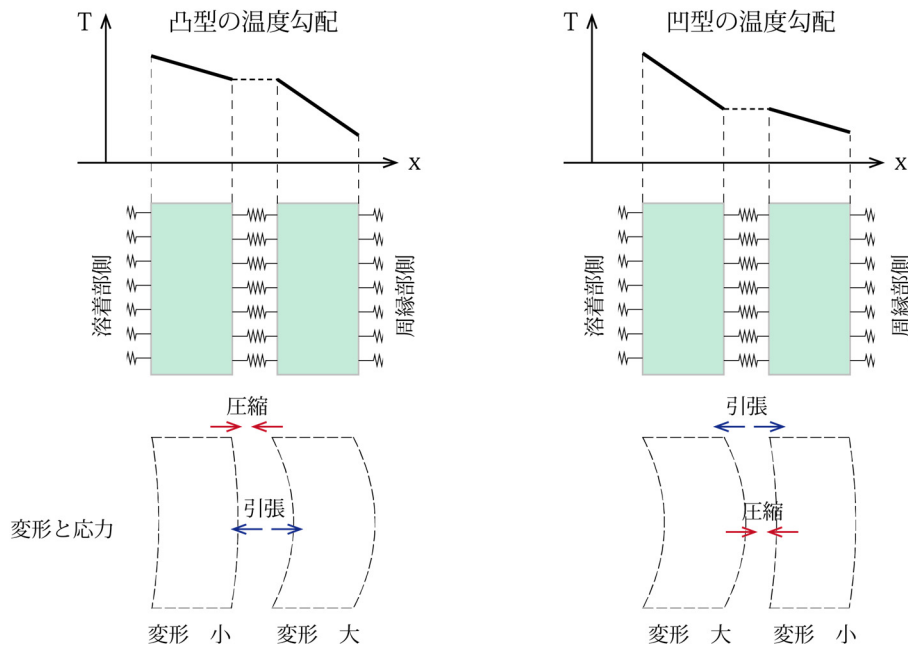 T
凸型の温度勾配
x
溶着部側
周縁部側
圧縮
引張
変形と応力
変形 小
変形 大
T
凹型の温度勾配
x
溶着部側
周縁部側
引張
圧縮
変形 大
変形 小